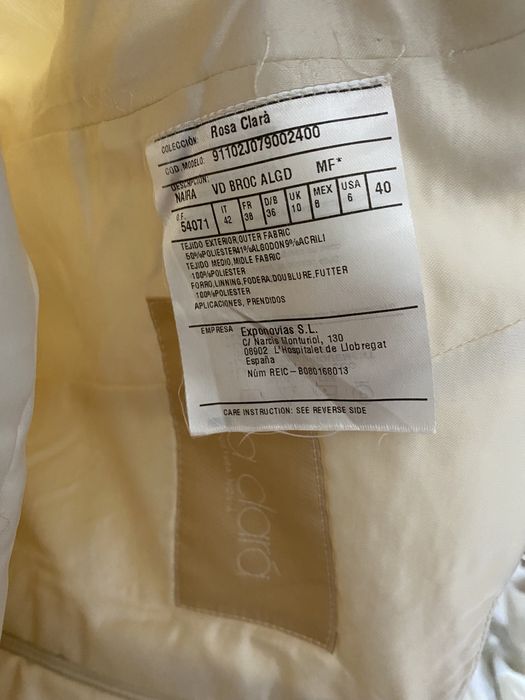 COLECCION: Rosa Clarà
COD. MODELO: 91102J079002400
DESCRIPCION: NAIRA VD BROC ALGD MF*
O.F. 54071 IT 42 FR 38 D/B 36 UK 10 MEX 8 USA 6 40
TEJIDO EXTERIOR,OUTER FABRIC
50%POLIESTER41%ALGODON9%ACRILI
TEJIDO MEDIO,MIDLE FABRIC
100%POLIESTER
FORRO,LINNING,FODERA,DOUBLURE,FUTTER
100%POLIESTER
APLICACIONES, PRENDIDOS
EMPRESA Exponovias S.L.
C/ Narcis Monturiol, 130
08902 L'Hospitalet de Llobregat
España
Núm REIC-B080168013
CARE INSTRUCTION: SEE REVERSE SIDE
clará